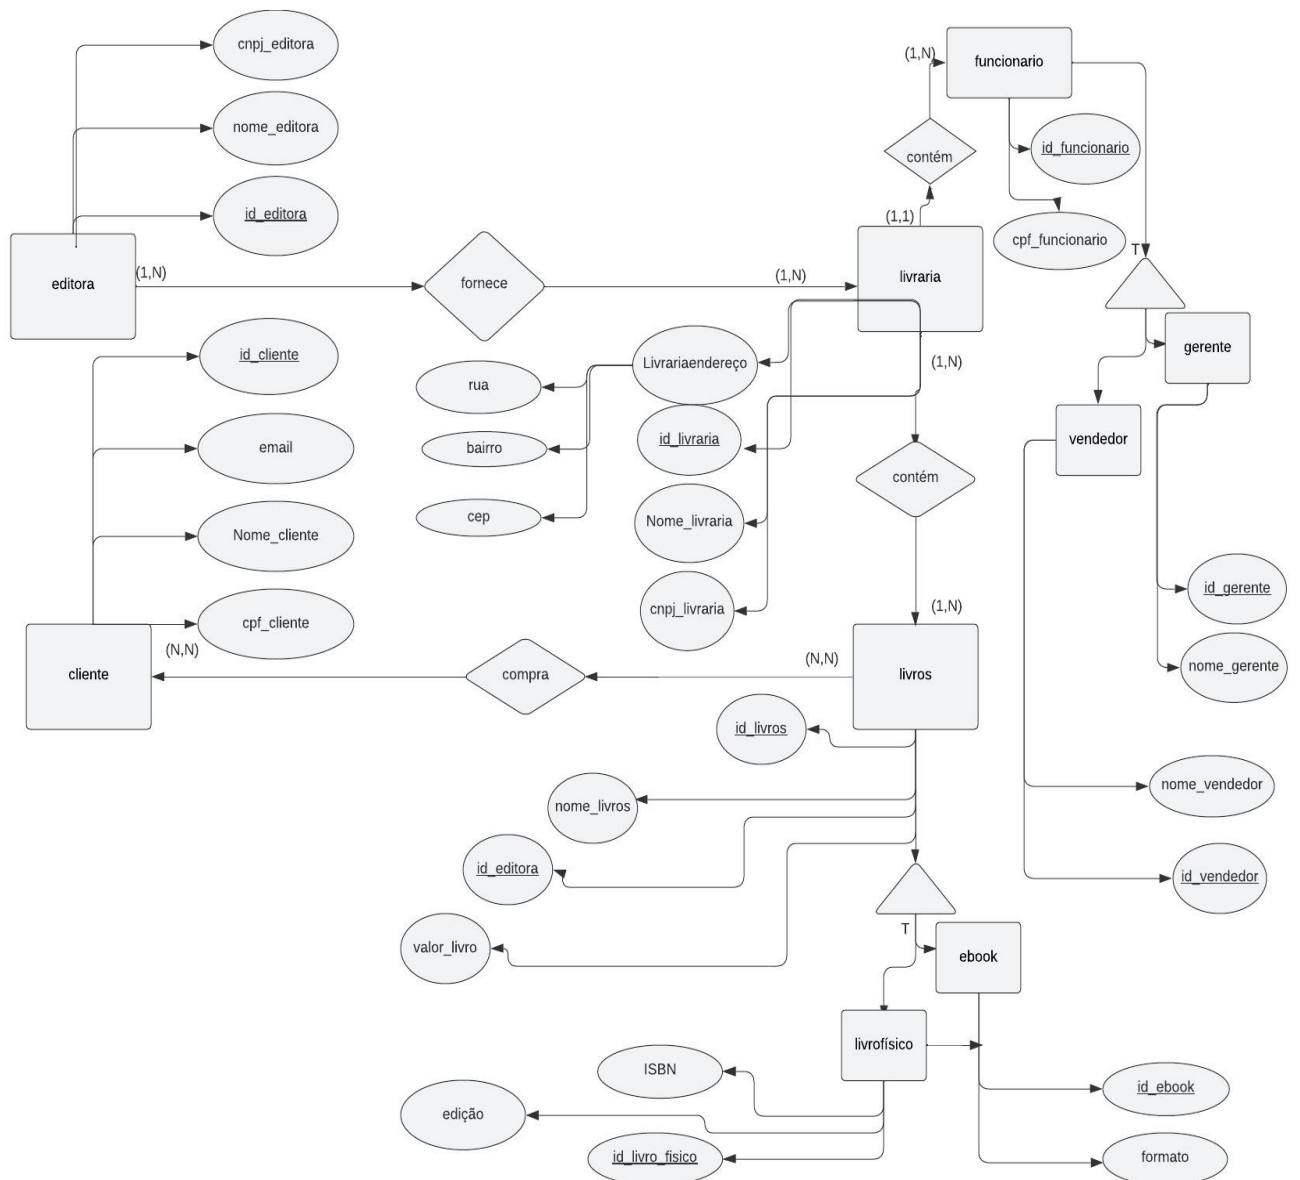 cnpj_editora
nome_editora
id_editora
editora
(1,N)
fornece
(1,N)
livraria
(1,1)
contém
(1,N)
funcionario
id_funcionario
cpf_funcionario
T
gerente
vendedor
id_gerente
nome_gerente
nome_vendedor
id_vendedor
Livrariaendereço
rua
bairro
cep
id_livraria
Nome_livraria
cnpj_livraria
(1,N)
contém
(1,N)
id_cliente
email
Nome_cliente
cpf_cliente
cliente
(N,N)
compra
(N,N)
livros
id_livros
nome_livros
id_editora
valor_livro
T
ebook
livrofísico
ISBN
edição
id_livro_fisico
id_ebook
formato